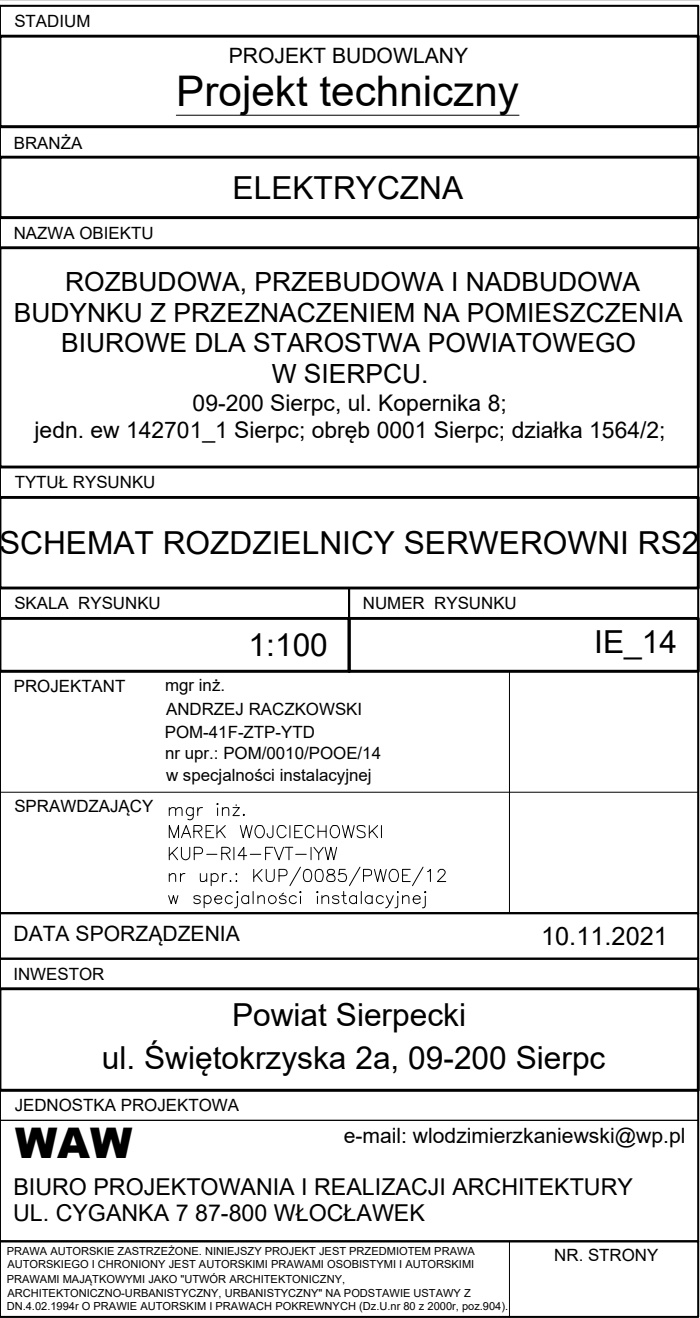 STADIUM
PROJEKT BUDOWLANY
Projekt techniczny
BRANŻA
ELEKTRYCZNA
NAZWA OBIEKTU
ROZBUDOWA, PRZEBUDOWA I NADBUDOWA
BUDYNKU Z PRZEZNACZENIEM NA POMIESZCZENIA
BIUROWE DLA STAROSTWA POWIATOWEGO
W SIERPCU.
09-200 Sierpc, ul. Kopernika 8;
jedn. ew 142701_1 Sierpc; obręb 0001 Sierpc; działka 1564/2;
TYTUŁ RYSUNKU
SCHEMAT ROZDZIELNICY SERWEROWNI RS2
SKALA RYSUNKU
1:100
NUMER RYSUNKU
IE_14
PROJEKTANT
mgr inż.
ANDRZEJ RACZKOWSKI
POM-41F-ZTP-YTD
nr upr.: POM/0010/POOE/14
w specjalności instalacyjnej
SPRAWDZAJĄCY
mgr inż.
MAREK WOJCIECHOWSKI
KUP-RI4-FVT-IYW
nr upr.: KUP/0085/PWOE/12
w specjalności instalacyjnej
DATA SPORZĄDZENIA
10.11.2021
INWESTOR
Powiat Sierpecki
ul. Świętokrzyska 2a, 09-200 Sierpc
JEDNOSTKA PROJEKTOWA
WAW
e-mail: wlodzimierzkaniewski@wp.pl
BIURO PROJEKTOWANIA I REALIZACJI ARCHITEKTURY
UL. CYGANKA 7 87-800 WŁOCŁAWEK
PRAWA AUTORSKIE ZASTRZEŻONE. NINIEJSZY PROJEKT JEST PRZEDMIOTEM PRAWA
AUTORSKIEGO I CHRONIONY JEST AUTORSKIMI PRAWAMI OSOBISTYMI I AUTORSKIMI
PRAWAMI MAJĄTKOWYMI JAKO "UTWÓR ARCHITEKTONICZNY,
ARCHITEKTONICZNO-URBANISTYCZNY, URBANISTYCZNY" NA PODSTAWIE USTAWY Z
DN.4.02.1994r O PRAWIE AUTORSKIM I PRAWACH POKREWNYCH (Dz.U.nr 80 z 2000r, poz.904).
NR. STRONY